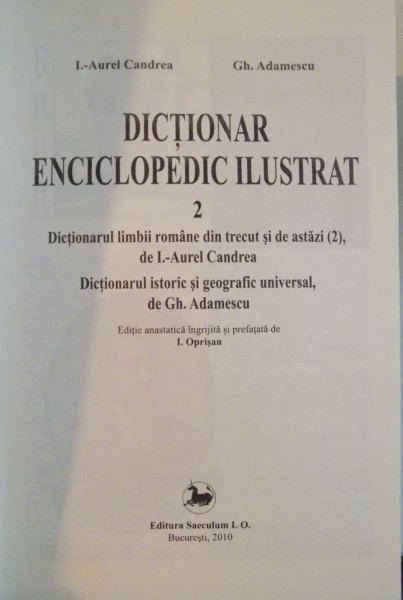 I.-Aurel Candrea Gh. Adamescu
DICȚIONAR
ENCICLOPEDIC ILUSTRAT
2
Dicționarul limbii române din trecut și de astăzi (2),
de I.-Aurel Candrea
Dicționarul istoric și geografic universal,
de Gh. Adamescu
Ediție anastatică îngrijită și prefațată de
I. Oprișan
Editura Saeculum I. O.
București, 2010